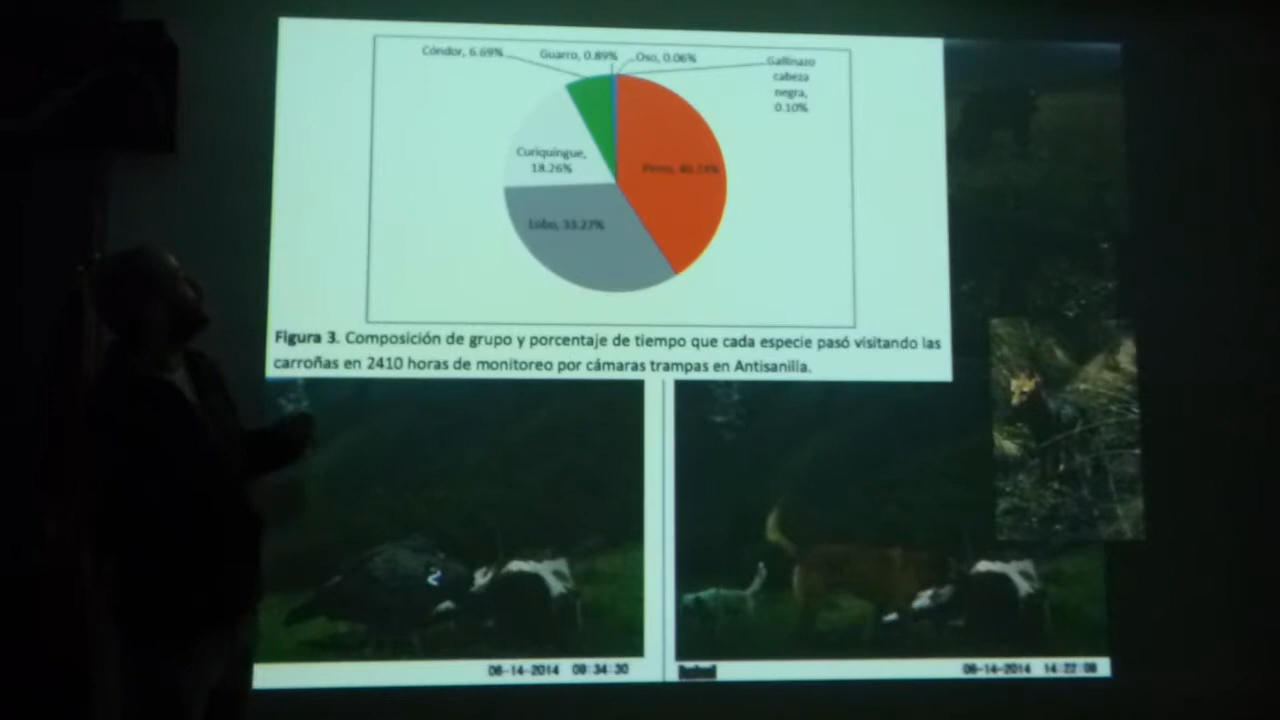 Cóndor, 6.69%
Guarro, 0.89%
Oso, 0.06%
Gallinazo
cabeza
negra,
0.10%
Curiquingue,
18.26%
Lobo, 33.27%
Figura 3. Composición de grupo y porcentaje de tiempo que cada especie pasó visitando las
carroñas en 2410 horas de monitoreo por cámaras trampas en Antisanilla.
06-14-2014 09:34:30
06-14-2014 14:22:08